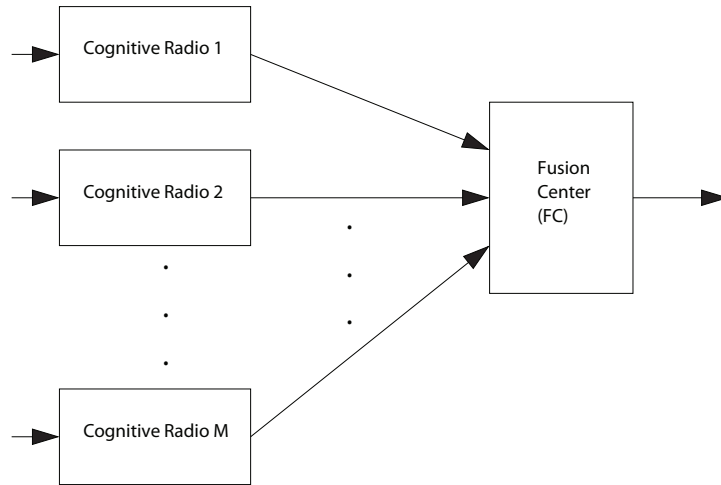 Cognitive Radio 1
Cognitive Radio 2
Fusion
Center
(FC)
Cognitive Radio M